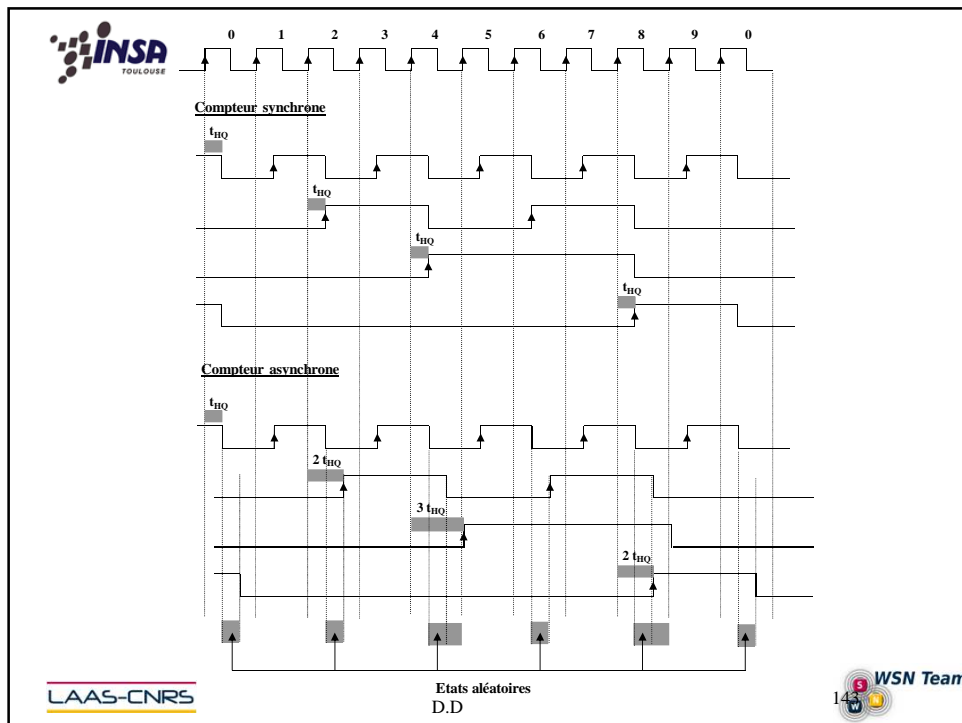 INSA
TOULOUSE
0 1 2 3 4 5 6 7 8 9 0
Compteur synchrone
tHQ
tHQ
tHQ
tHQ
Compteur asynchrone
tHQ
2 tHQ
3 tHQ
2 tHQ
Etats aléatoires
LAAS-CNRS
D.D
143
WSN Team
S
W
N